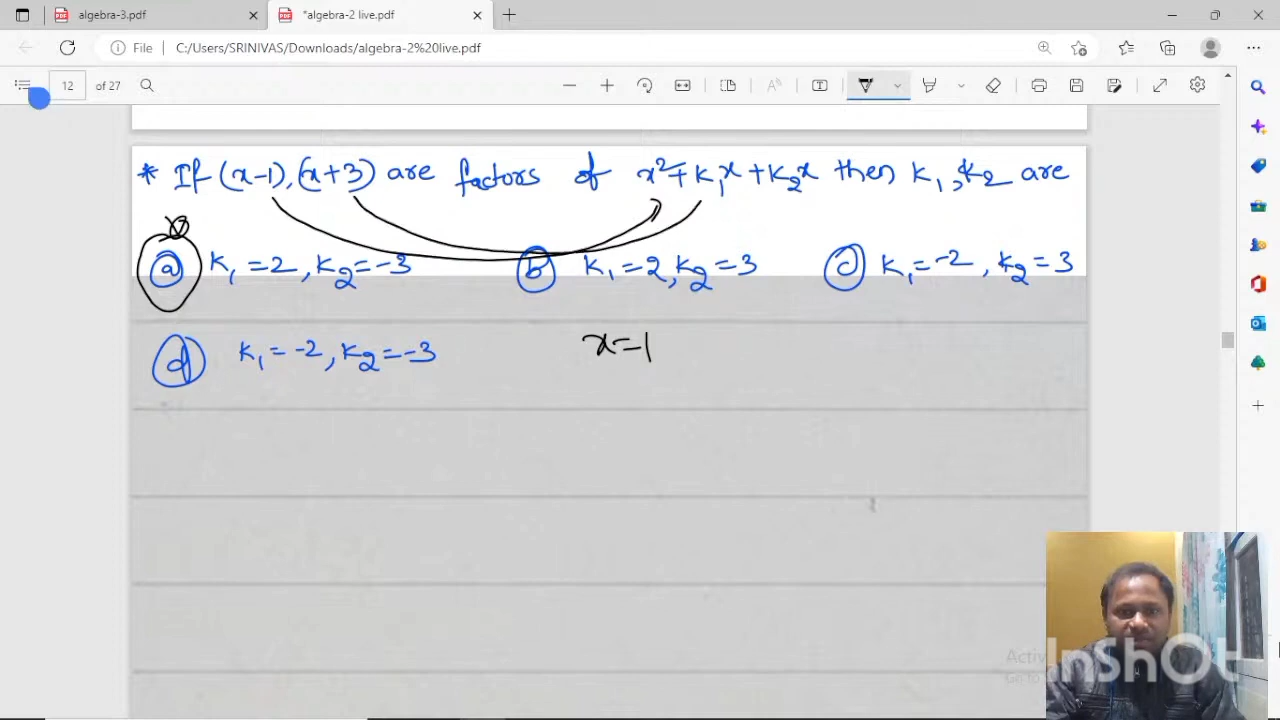 algebra-3.pdf
*algebra-2 live.pdf
File C:/Users/SRINIVAS/Downloads/algebra-2%20live.pdf
12 of 27
* If (x-1), (x+3) are factors of x²+k₁x+k₂x then k₁, k₂ are
ⓐ k₁=2, k₂=-3 ⓑ k₁=2, k₂=3 ⓒ k₁=-2, k₂=3
ⓓ k₁=-2, k₂=-3 x=1
InShOt